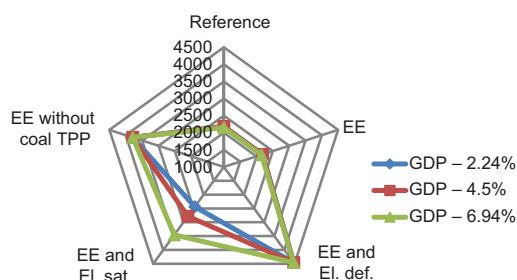 Reference
4500
4000
3500
3000
2500
2000
1500
1000
EE without
coal TPP
EE
GDP – 2.24%
GDP – 4.5%
GDP – 6.94%
EE and
El. sat.
EE and
El. def.